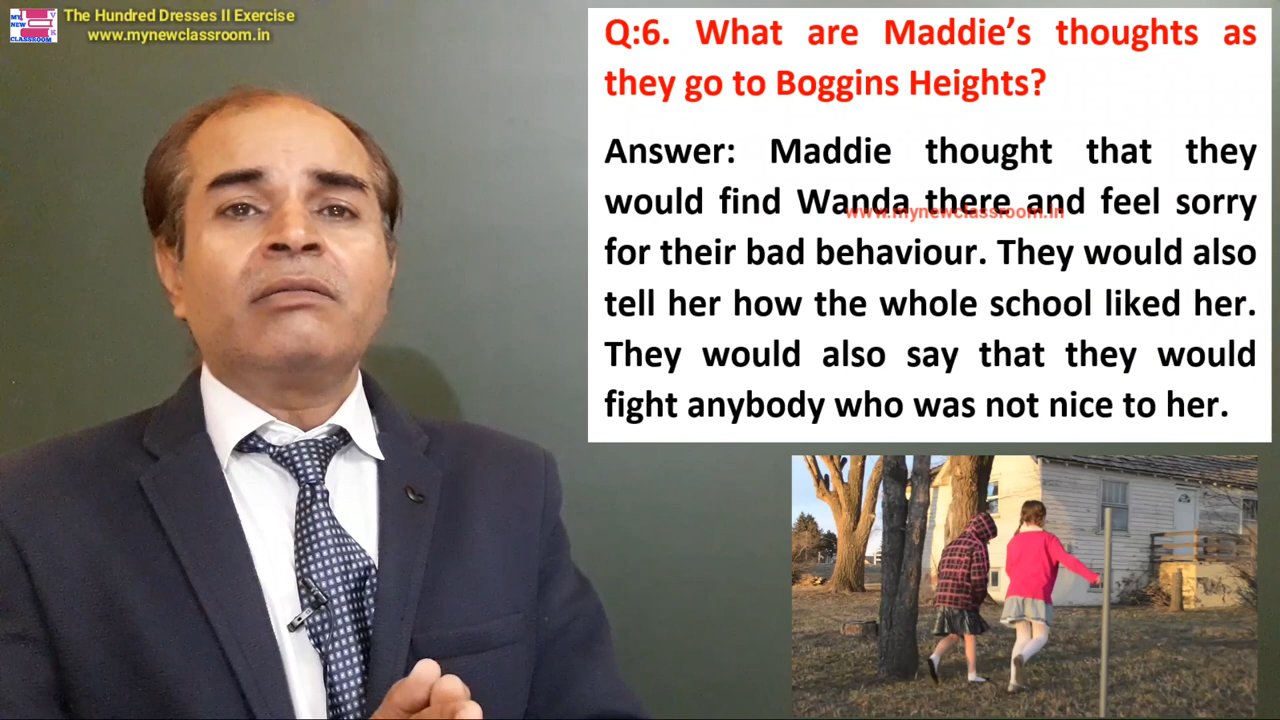 The Hundred Dresses II Exercise
www.mynewclassroom.in
MY
NEW
CLASSROOM
V
K
Q:6. What are Maddie’s thoughts as
they go to Boggins Heights?
Answer: Maddie thought that they
would find Wanda there and feel sorry
www.mynewclassroom.in
for their bad behaviour. They would also
tell her how the whole school liked her.
They would also say that they would
fight anybody who was not nice to her.